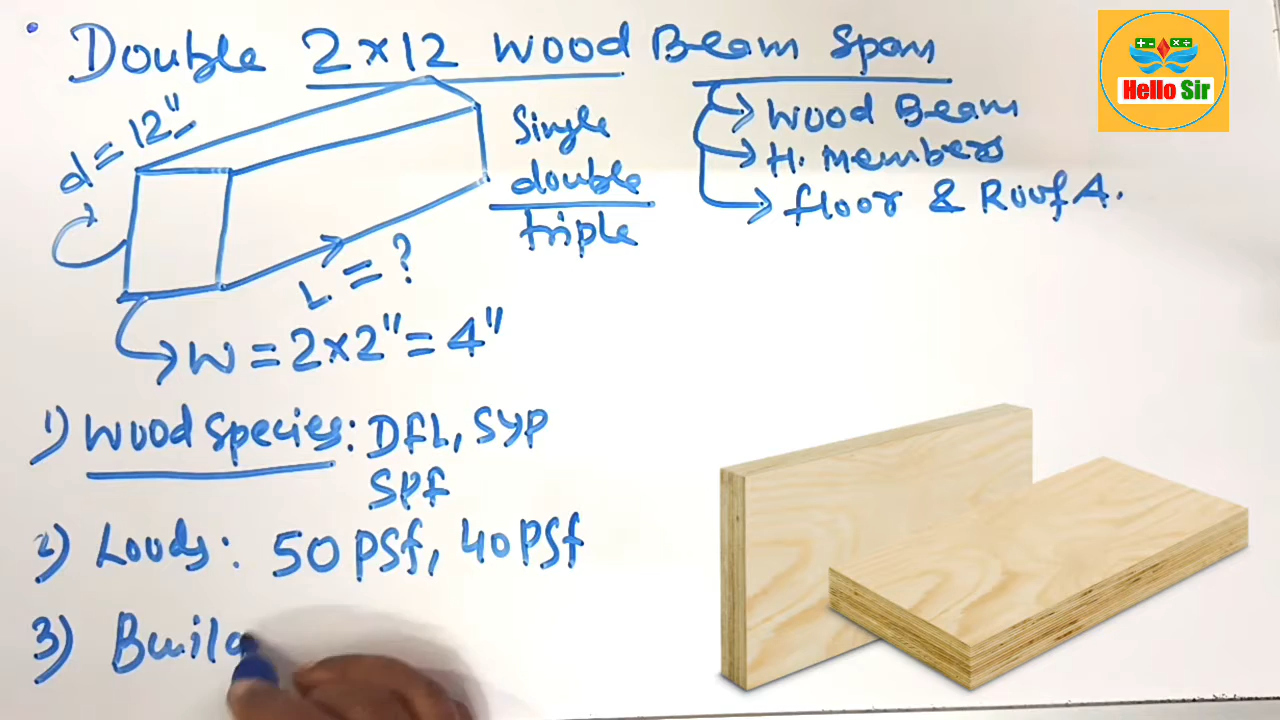 Double 2x12 Wood Beam Span
d = 12"
Single
double
triple
Wood Beam
H. Members
floor & Roof A.
L = ?
W = 2x2" = 4"
1) Wood Species: DFL, SYP
SPF
2) Loads: 50 PSf, 40 PSf
3) Build
+ - × ÷
Hello Sir